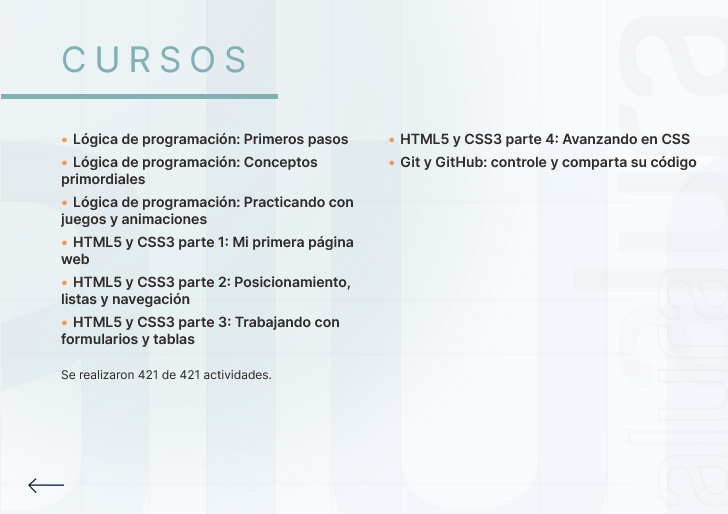 CURSOS
• Lógica de programación: Primeros pasos
• Lógica de programación: Conceptos
primordiales
• Lógica de programación: Practicando con
juegos y animaciones
• HTML5 y CSS3 parte 1: Mi primera página
web
• HTML5 y CSS3 parte 2: Posicionamiento,
listas y navegación
• HTML5 y CSS3 parte 3: Trabajando con
formularios y tablas
• HTML5 y CSS3 parte 4: Avanzando en CSS
• Git y GitHub: controle y comparta su código
Se realizaron 421 de 421 actividades.
alura